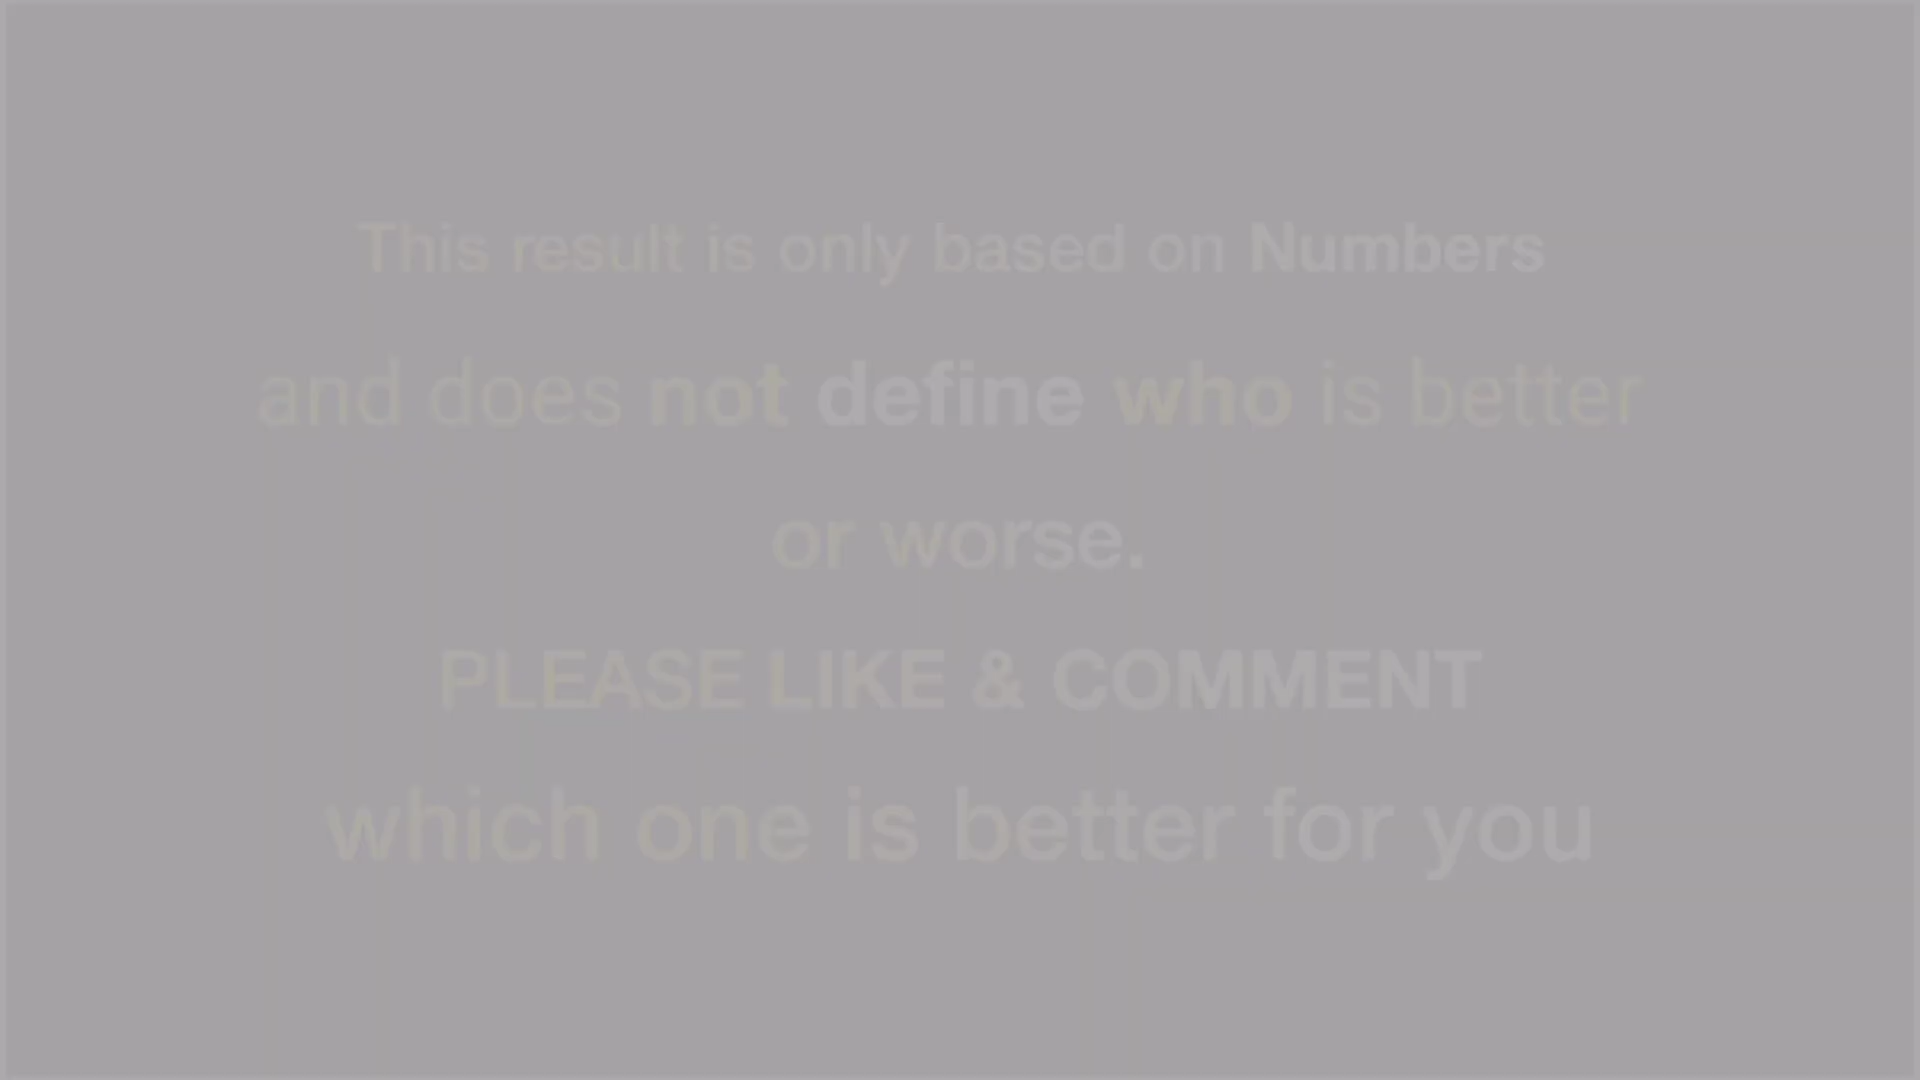 This result is only based on Numbers
and does not define who is better
or worse.
PLEASE LIKE & COMMENT
which one is better for you